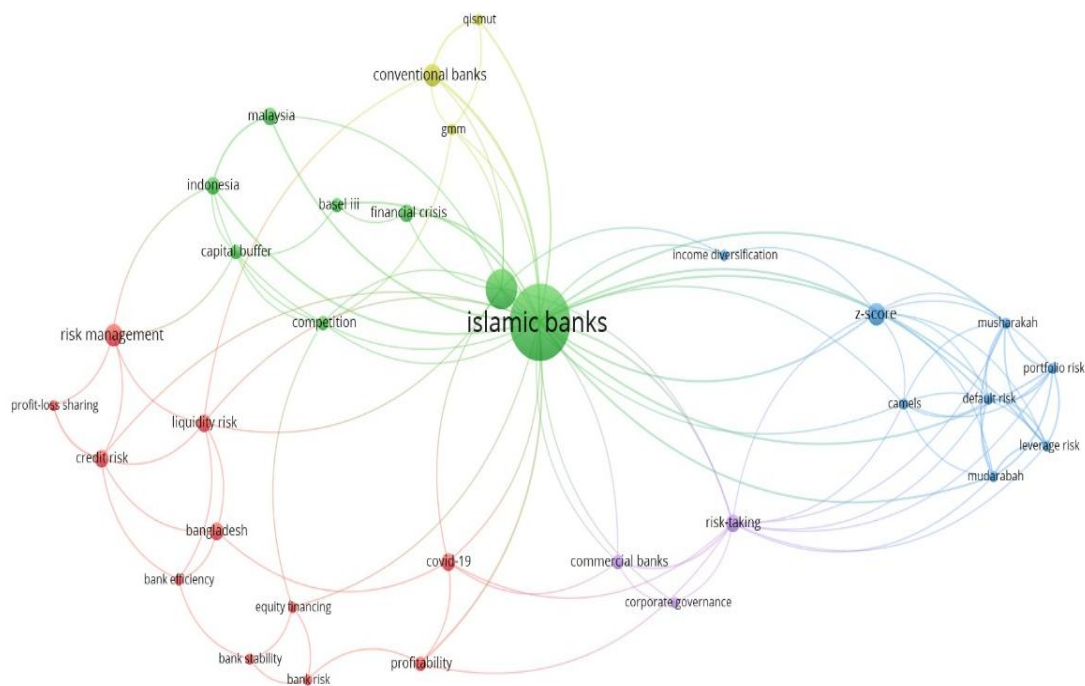 qismut
conventional banks
malaysia
gmm
indonesia
basel iii
financial crisis
capital buffer
income diversification
islamic banks
z-score
competition
musharakah
risk management
portfolio risk
profit-loss sharing
default risk
camels
liquidity risk
leverage risk
credit risk
mudarabah
risk-taking
bangladesh
covid-19
commercial banks
bank efficiency
corporate governance
equity financing
bank stability
profitability
bank risk